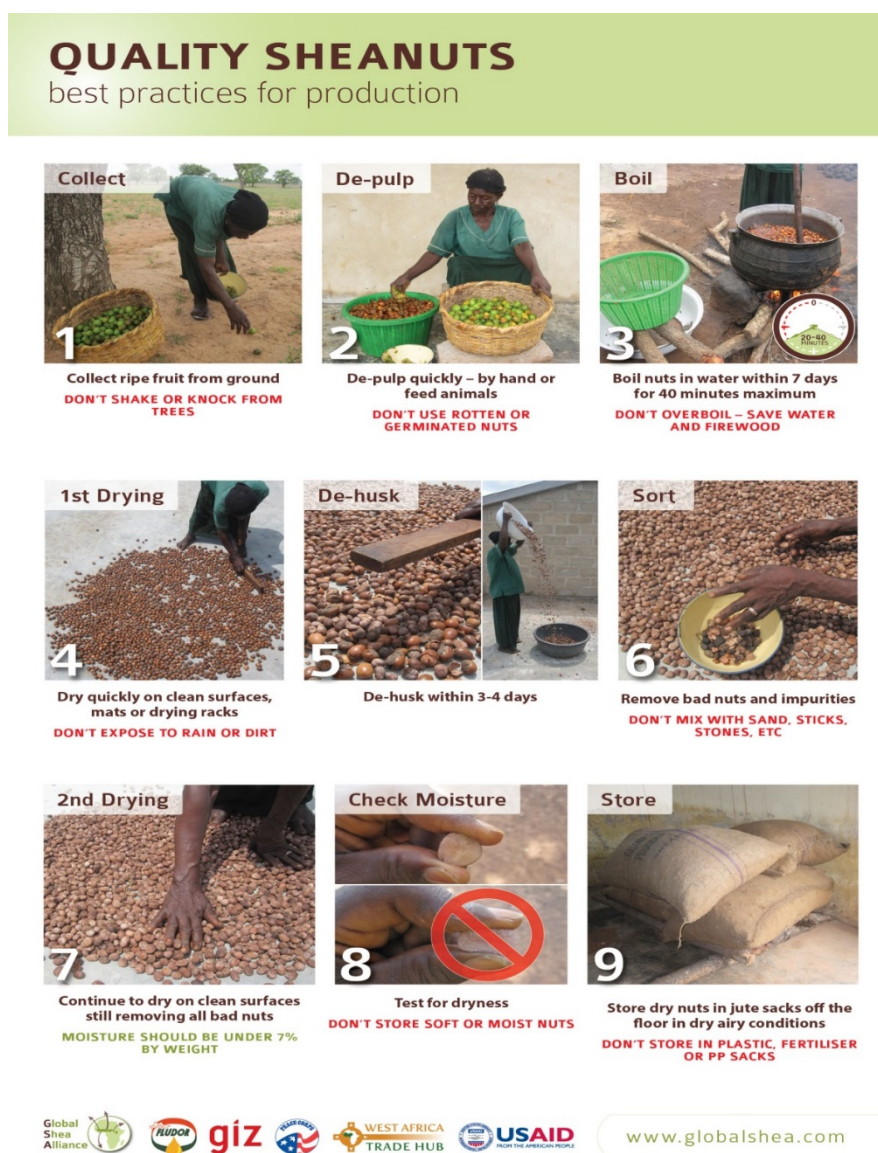 QUALITY SHEANUTS
best practices for production
Collect
1
Collect ripe fruit from ground
DON'T SHAKE OR KNOCK FROM
TREES
De-pulp
2
De-pulp quickly – by hand or
feed animals
DON'T USE ROTTEN OR
GERMINATED NUTS
Boil
0
20-40
MINUTES
3
Boil nuts in water within 7 days
for 40 minutes maximum
DON'T OVERBOIL – SAVE WATER
AND FIREWOOD
1st Drying
4
Dry quickly on clean surfaces,
mats or drying racks
DON'T EXPOSE TO RAIN OR DIRT
De-husk
5
De-husk within 3-4 days
Sort
6
Remove bad nuts and impurities
DON'T MIX WITH SAND, STICKS,
STONES, ETC
2nd Drying
7
Continue to dry on clean surfaces
still removing all bad nuts
MOISTURE SHOULD BE UNDER 7%
BY WEIGHT
Check Moisture
8
Test for dryness
DON'T STORE SOFT OR MOIST NUTS
Store
9
Store dry nuts in jute sacks off the
floor in dry airy conditions
DON'T STORE IN PLASTIC, FERTILISER
OR PP SACKS
Global
Shea
Alliance
FLUDOR
giz
PEACE CORPS
WEST AFRICA
TRADE HUB
USAID
FROM THE AMERICAN PEOPLE
www.globalshea.com